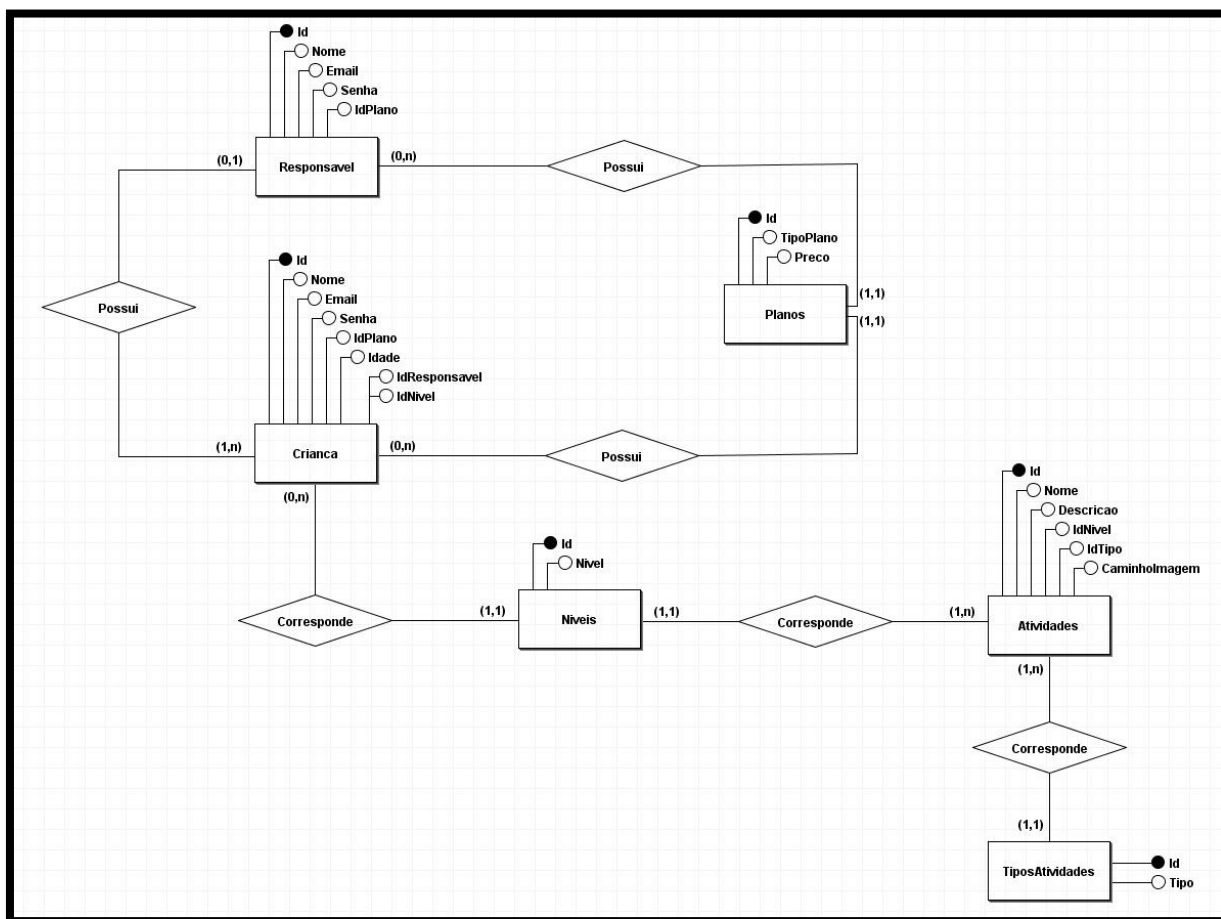 Id
Nome
Email
Senha
IdPlano
(0,1)
Responsavel
(0,n)
Possui
Id
TipoPlano
Preco
Planos
(1,1)
(1,1)
Possui
Id
Nome
Email
Senha
IdPlano
Idade
IdResponsavel
IdNivel
(1,n)
Crianca
(0,n)
Possui
(0,n)
Id
Nivel
Corresponde
(1,1)
Niveis
(1,1)
Corresponde
(1,n)
Id
Nome
Descricao
IdNivel
IdTipo
CaminhoImagem
Atividades
(1,n)
Corresponde
(1,1)
TiposAtividades
Id
Tipo